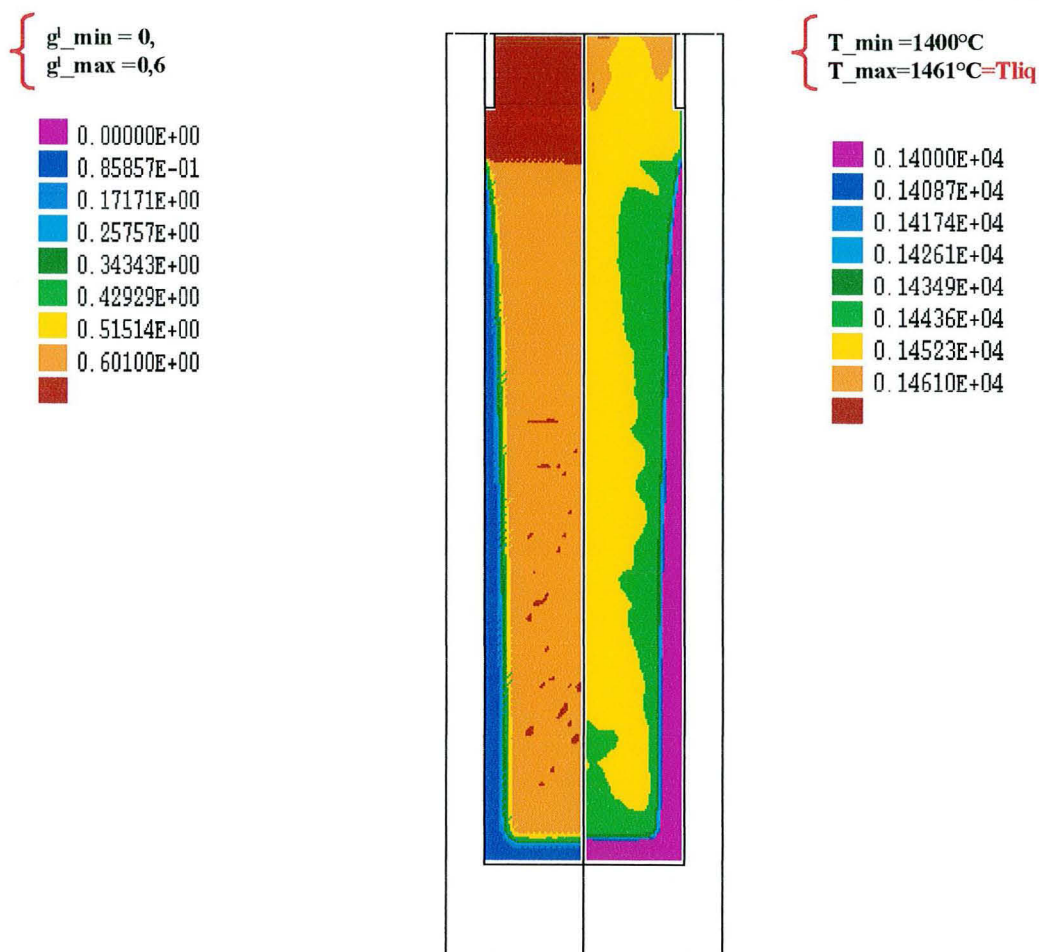 gˡ_min = 0,
gˡ_max =0,6
0.00000E+00
0.85857E-01
0.17171E+00
0.25757E+00
0.34343E+00
0.42929E+00
0.51514E+00
0.60100E+00
T_min =1400°C
T_max=1461°C=Tliq
0.14000E+04
0.14087E+04
0.14174E+04
0.14261E+04
0.14349E+04
0.14436E+04
0.14523E+04
0.14610E+04